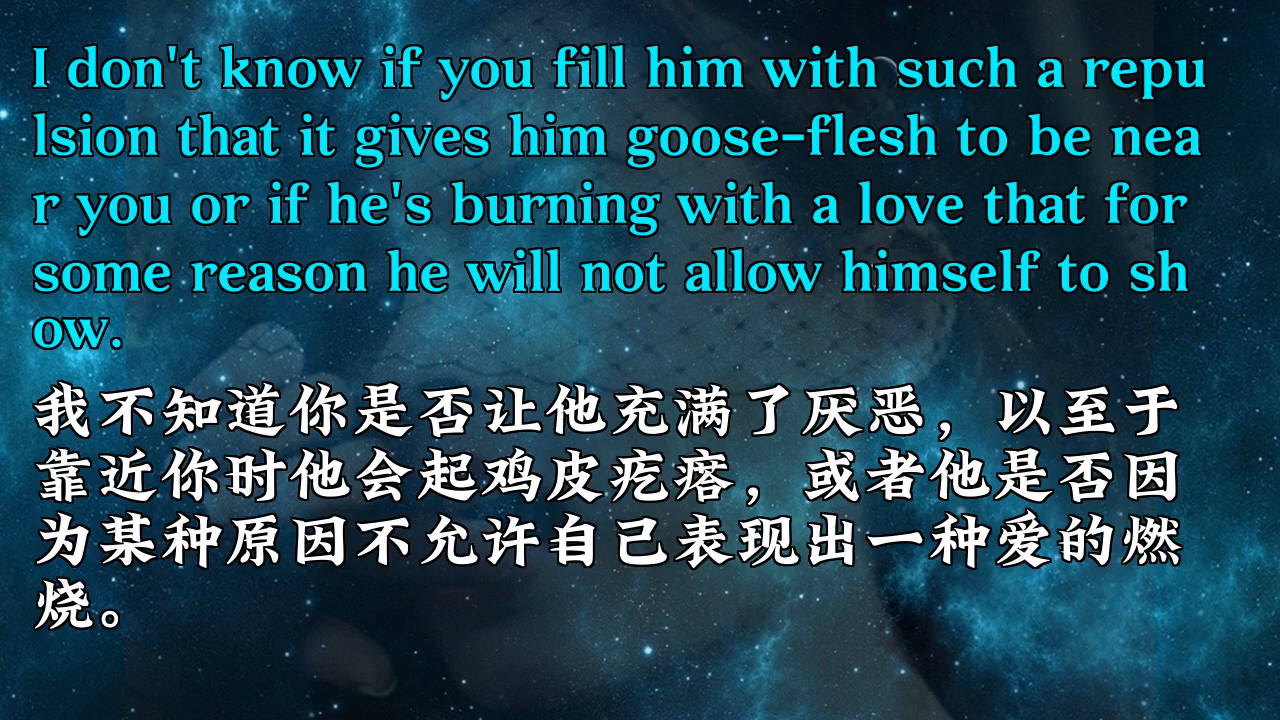 I don't know if you fill him with such a repu
lsion that it gives him goose-flesh to be nea
r you or if he's burning with a love that for
some reason he will not allow himself to sh
ow.
我不知道你是否让他充满了厌恶，以至于
靠近你时他会起鸡皮疙瘩，或者他是否因
为某种原因不允许自己表现出一种爱的燃
烧。